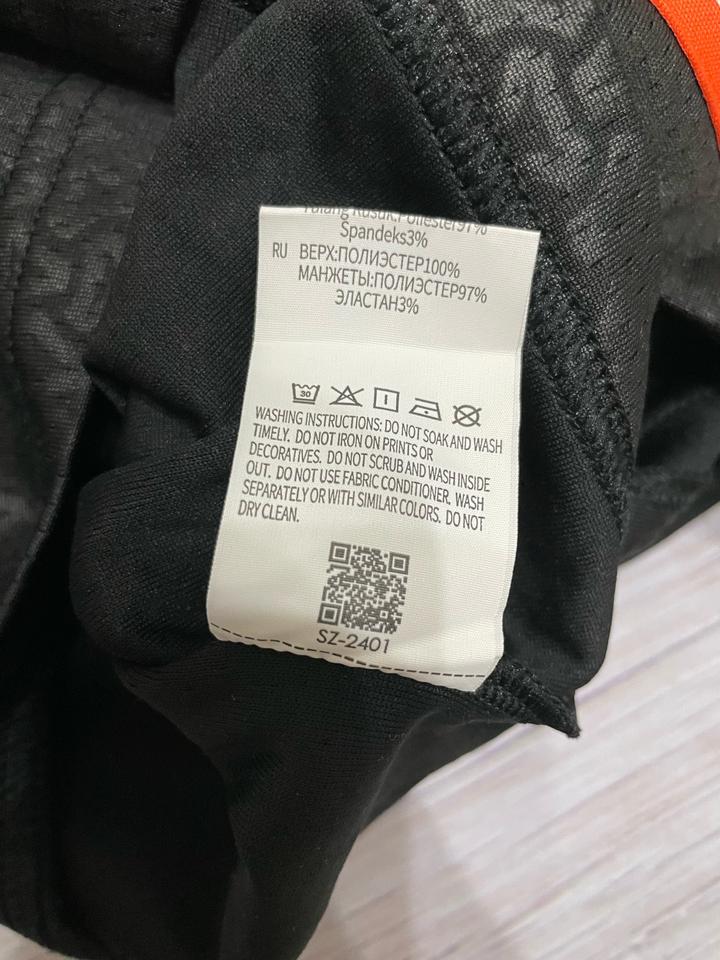 Spandeks3%
RU ВЕРХ:ПОЛИЭСТЕР100%
МАНЖЕТЫ:ПОЛИЭСТЕР97%
ЭЛАСТАН3%
30
WASHING INSTRUCTIONS: DO NOT SOAK AND WASH
TIMELY. DO NOT IRON ON PRINTS OR
DECORATIVES. DO NOT SCRUB AND WASH INSIDE
OUT. DO NOT USE FABRIC CONDITIONER. WASH
SEPARATELY OR WITH SIMILAR COLORS. DO NOT
DRY CLEAN.
SZ-2401